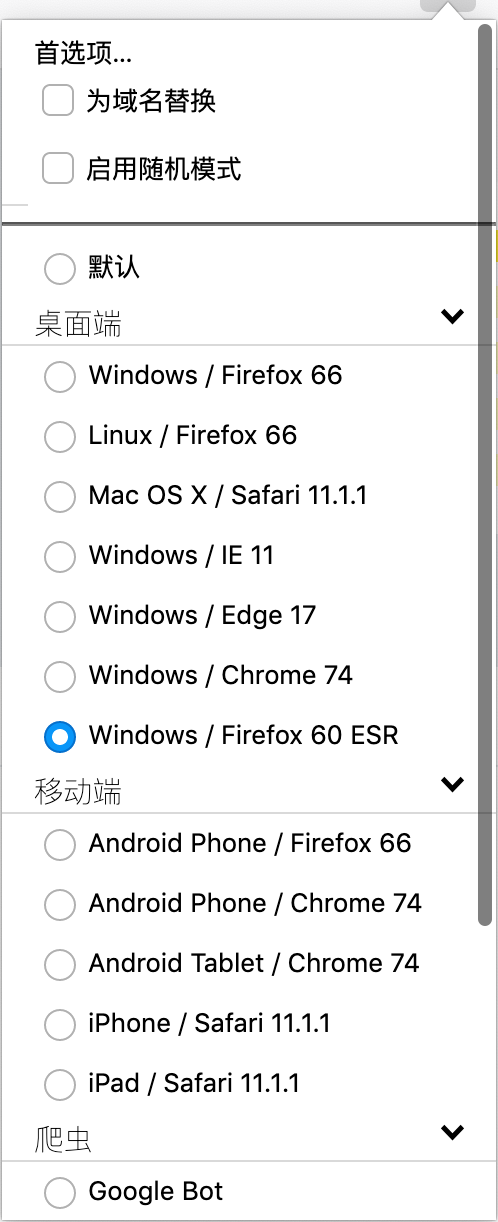 首选项...
为域名替换
启用随机模式
默认
桌面端
Windows / Firefox 66
Linux / Firefox 66
Mac OS X / Safari 11.1.1
Windows / IE 11
Windows / Edge 17
Windows / Chrome 74
Windows / Firefox 60 ESR
移动端
Android Phone / Firefox 66
Android Phone / Chrome 74
Android Tablet / Chrome 74
iPhone / Safari 11.1.1
iPad / Safari 11.1.1
爬虫
Google Bot